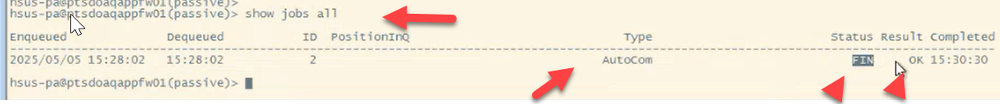 hsus-pa@ptsdoaqappfw01(passive)>
hsus-pa@ptsdoaqappfw01(passive)> show jobs all
Enqueued Dequeued ID PositionInQ Type Status Result Completed
--------------------------------------------------------------------------------------------------------------------------
2025/05/05 15:28:02 15:28:02 2 AutoCom FIN OK 15:30:30
hsus-pa@ptsdoaqappfw01(passive)>